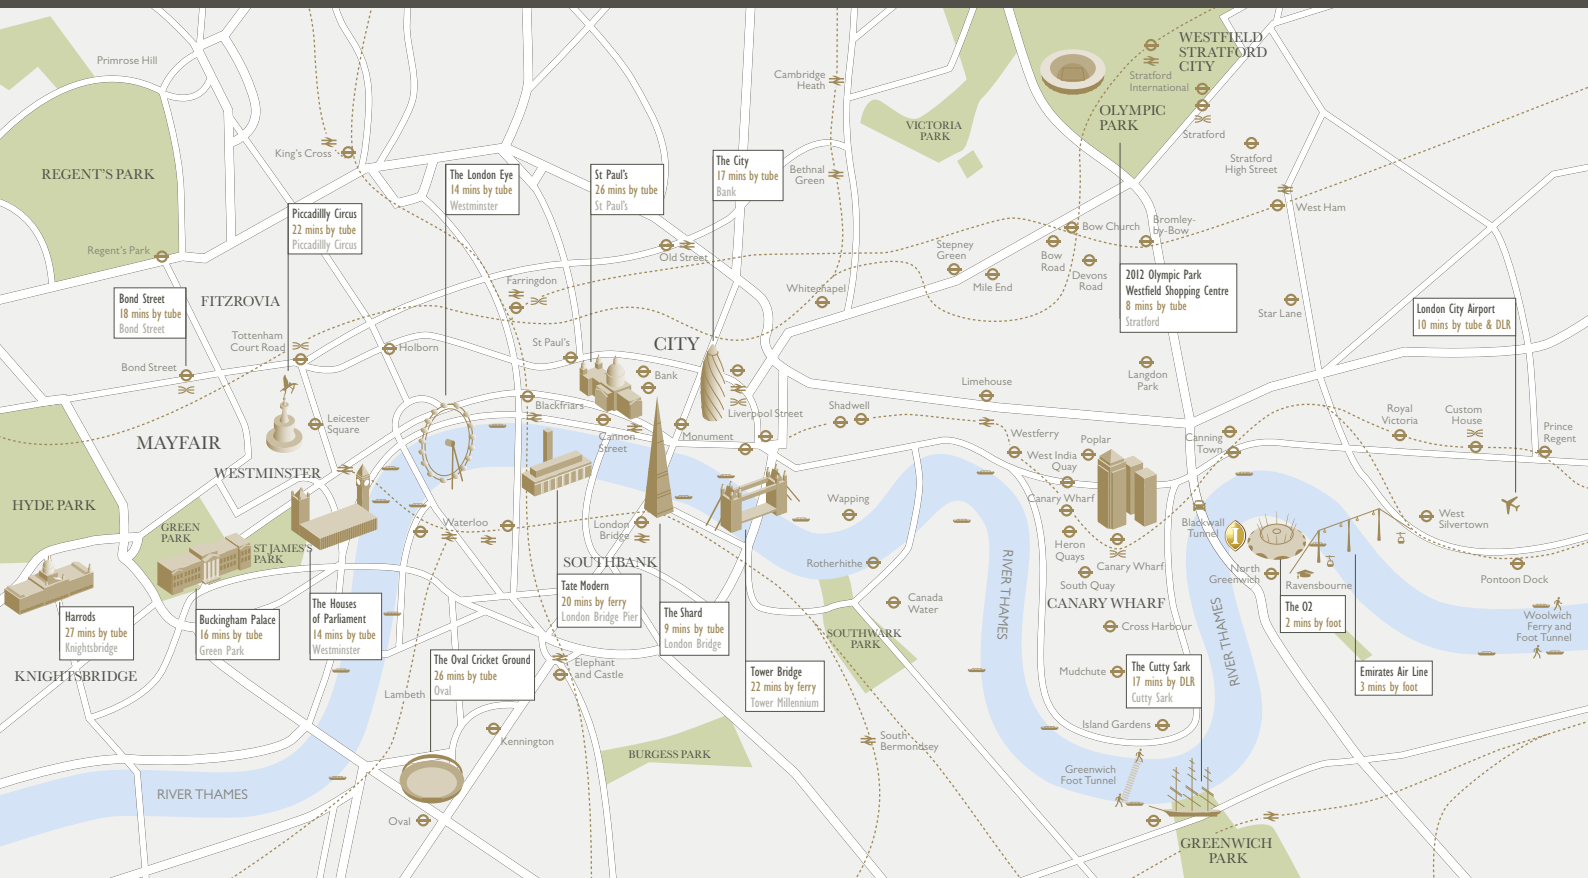 WESTFIELD
STRATFORD
CITY
Primrose Hill
Cambridge
Heath
Stratford
International
OLYMPIC
PARK
VICTORIA
PARK
Stratford
King's Cross
Stratford
High Street
REGENT'S PARK
The London Eye
14 mins by tube
Westminster
St Paul's
26 mins by tube
St Paul's
The City
17 mins by tube
Bank
Bethnal
Green
West Ham
Piccadillly Circus
22 mins by tube
Piccadillly Circus
Bow Church
Bromley-
by-Bow
Regent's Park
Old Street
Stepney
Green
Bow
Road
Devons
Road
Mile End
Farringdon
Whitechapel
2012 Olympic Park
Westfield Shopping Centre
8 mins by tube
Stratford
Bond Street
18 mins by tube
Bond Street
FITZROVIA
Star Lane
London City Airport
10 mins by tube & DLR
Tottenham
Court Road
Holborn
St Paul's
CITY
Bond Street
Bank
Langdon
Park
Limehouse
Leicester
Square
Blackfriars
Liverpool Street
Shadwell
Royal
Victoria
Custom
House
Prince
Regent
MAYFAIR
Cannon
Street
Monument
Westferry
Poplar
Canning
Town
West India
Quay
WESTMINSTER
Canary Wharf
HYDE PARK
Wapping
GREEN
PARK
Waterloo
London
Bridge
Blackwall
Tunnel
West
Silvertown
ST JAMES'S
PARK
Heron
Quays
Canary Wharf
SOUTHBANK
Rotherhithe
RIVER THAMES
South Quay
North
Greenwich
Ravensbourne
Pontoon Dock
Tate Modern
20 mins by ferry
London Bridge Pier
Canada
Water
CANARY WHARF
RIVER THAMES
The O2
2 mins by foot
Harrods
27 mins by tube
Knightsbridge
Buckingham Palace
16 mins by tube
Green Park
The Houses
of Parliament
14 mins by tube
Westminster
The Shard
9 mins by tube
London Bridge
SOUTHWARK
PARK
Cross Harbour
Woolwich
Ferry and
Foot Tunnel
KNIGHTSBRIDGE
The Oval Cricket Ground
26 mins by tube
Oval
Elephant
and Castle
Tower Bridge
22 mins by ferry
Tower Millennium
Mudchute
The Cutty Sark
17 mins by DLR
Cutty Sark
Emirates Air Line
3 mins by foot
Lambeth
Island Gardens
Kennington
South
Bermondsey
BURGESS PARK
Greenwich
Foot Tunnel
RIVER THAMES
Oval
GREENWICH
PARK